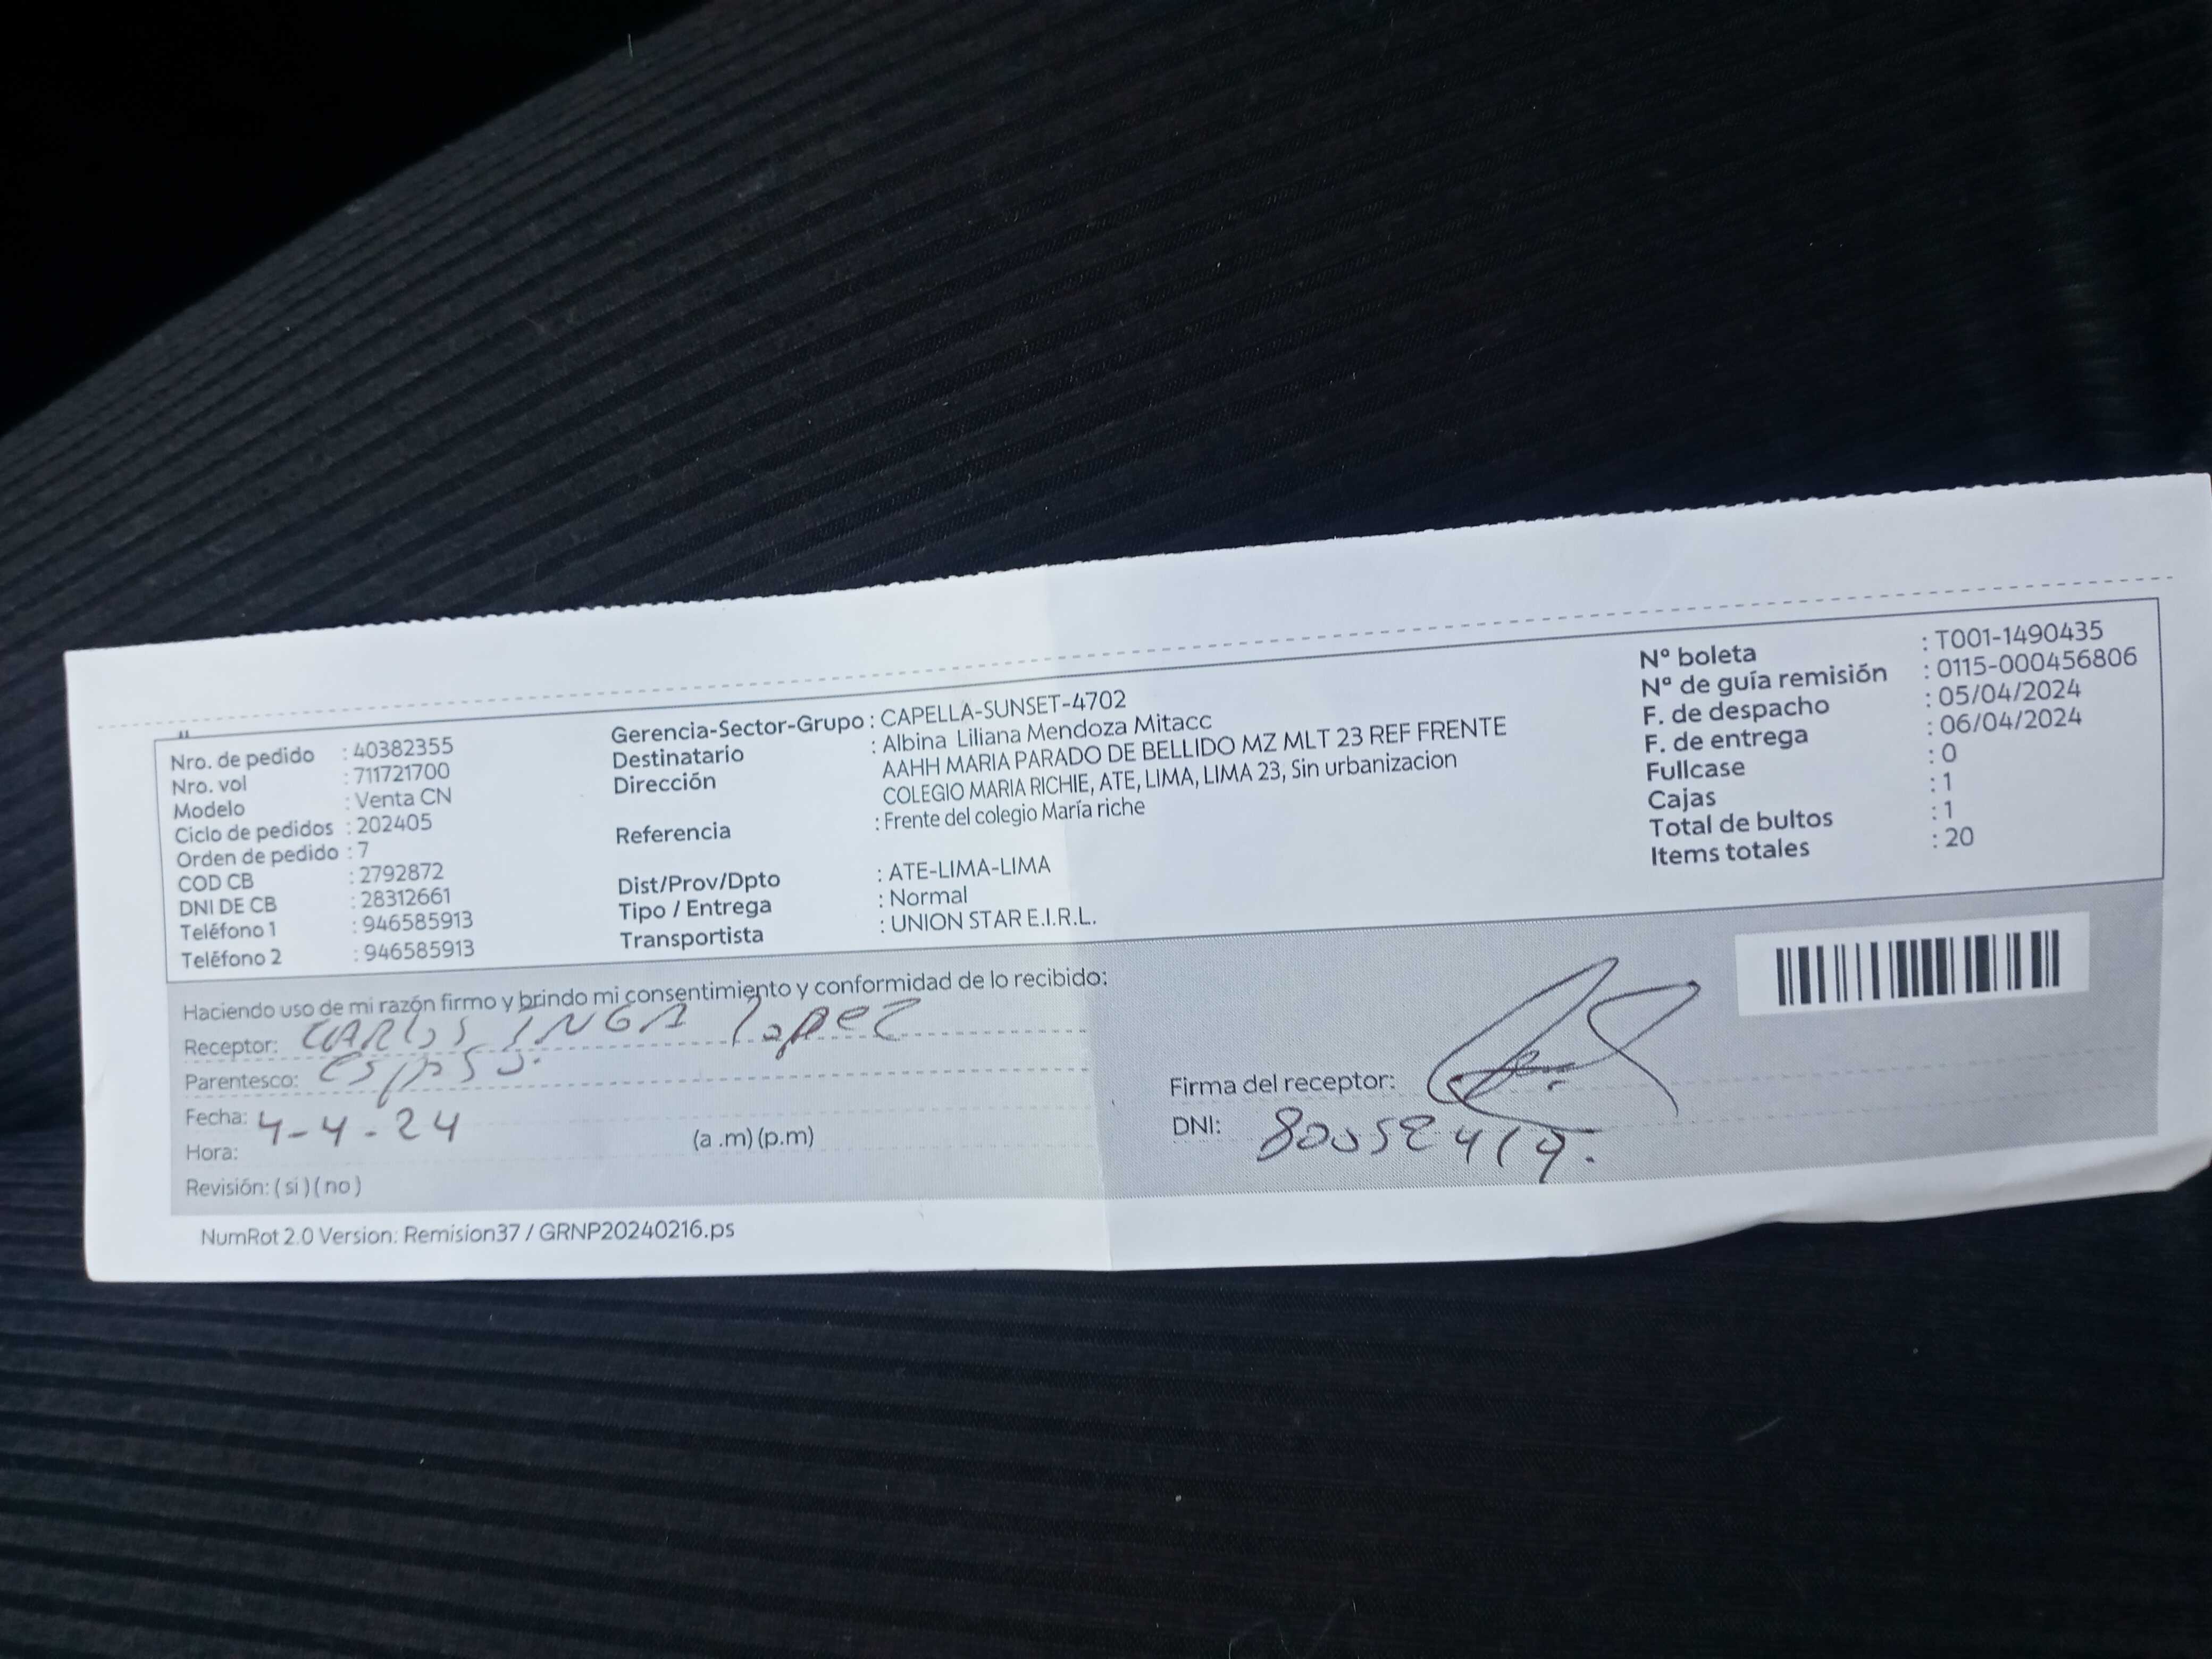 Nro. de pedido : 40382355
Nro. vol : 711721700
Modelo : Venta CN
Ciclo de pedidos : 202405
Orden de pedido : 7
COD CB : 2792872
DNI DE CB : 28312661
Teléfono 1 : 946585913
Teléfono 2 : 946585913
Gerencia-Sector-Grupo : CAPELLA-SUNSET-4702
Destinatario : Albina Liliana Mendoza Mitacc
Dirección AAHH MARIA PARADO DE BELLIDO MZ MLT 23 REF FRENTE
COLEGIO MARIA RICHIE, ATE, LIMA, LIMA 23, Sin urbanizacion
Referencia : Frente del colegio María riche
Dist/Prov/Dpto : ATE-LIMA-LIMA
Tipo / Entrega : Normal
Transportista : UNION STAR E.I.R.L.
Nº boleta : T001-1490435
Nª de guía remisión : 0115-000456806
F. de despacho : 05/04/2024
F. de entrega : 06/04/2024
Fullcase : 0
Cajas : 1
Total de bultos : 1
Items totales : 20
Haciendo uso de mi razón firmo y brindo mi consentimiento y conformidad de lo recibido:
Receptor: CARLOS INGA LOPEZ
Parentesco:
Fecha: 4-4-24
Hora: (a .m) (p.m)
Revisión: ( si ) ( no )
Firma del receptor:
DNI:
NumRot 2.0 Version: Remision37 / GRNP20240216.ps